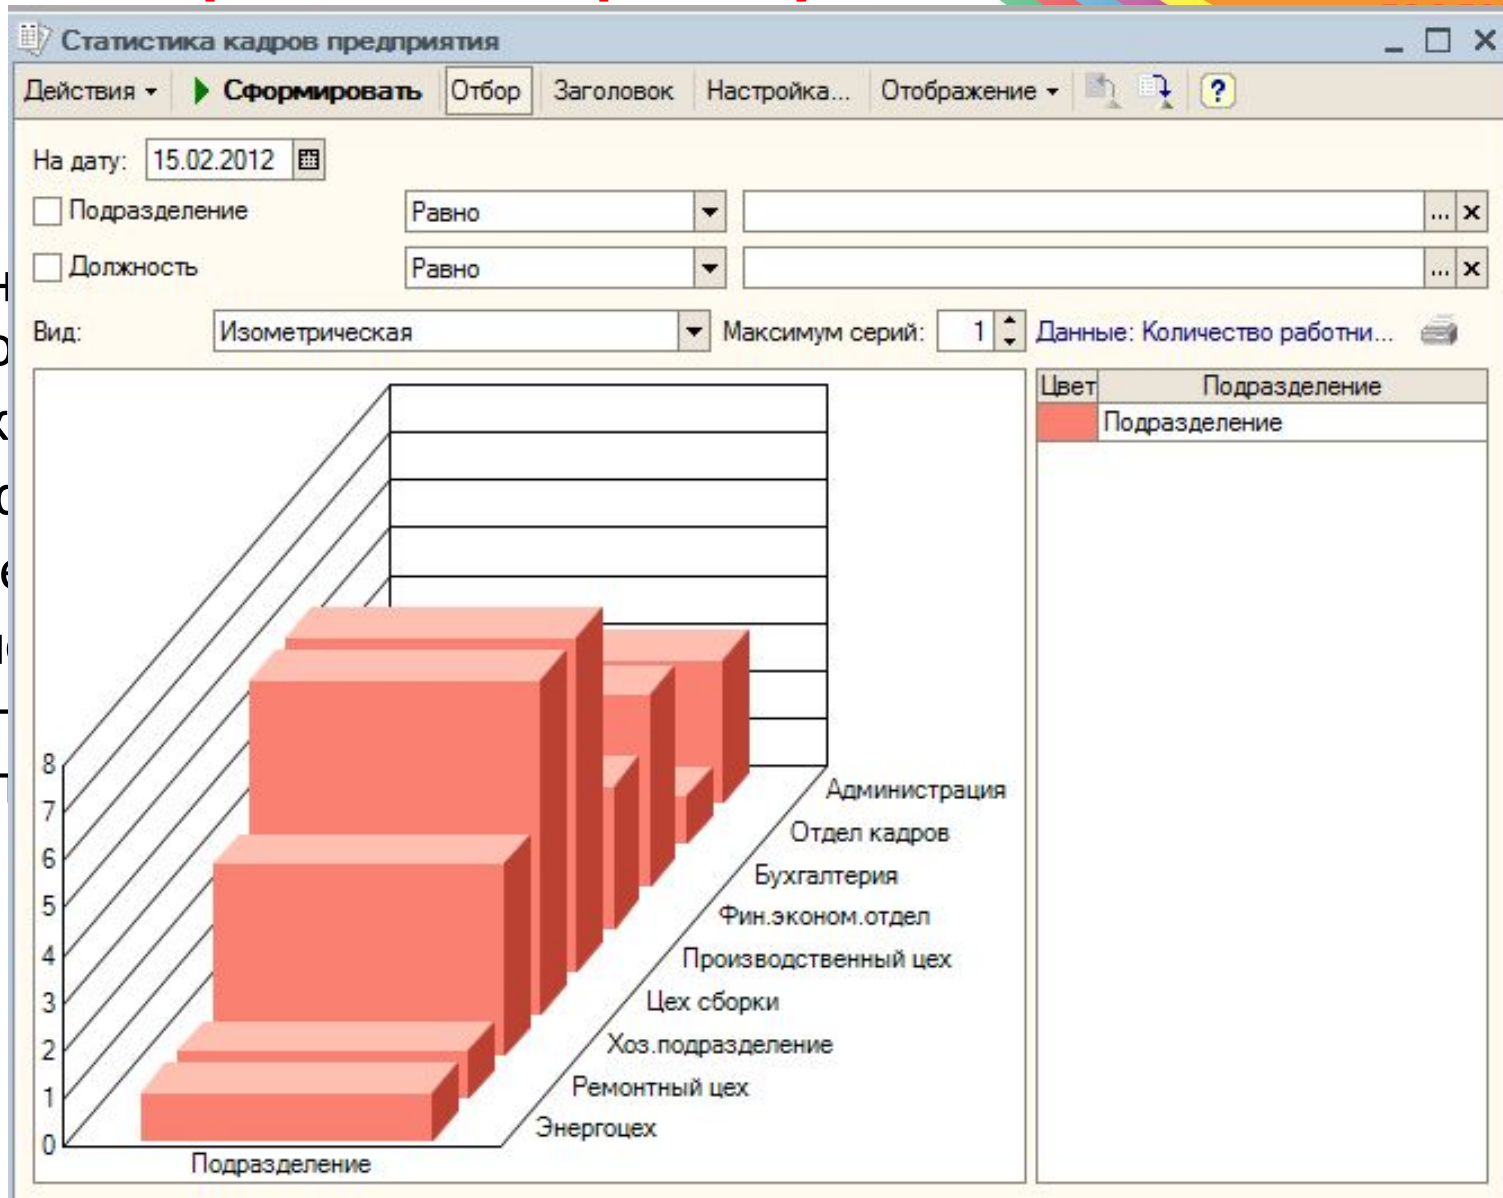 Статистика кадров предприятия
Действия Сформировать Отбор Заголовок Настройка... Отображение ?
На дату: 15.02.2012
Подразделение Равно ... x
Должность Равно ... x
Вид: Изометрическая Максимум серий: 1 Данные: Количество работни...
Цвет Подразделение
Подразделение
8
7
6
5
4
3
2
1
0
Администрация
Отдел кадров
Бухгалтерия
Фин.эконом.отдел
Производственный цех
Цех сборки
Хоз.подразделение
Ремонтный цех
Энергоцех
Подразделение